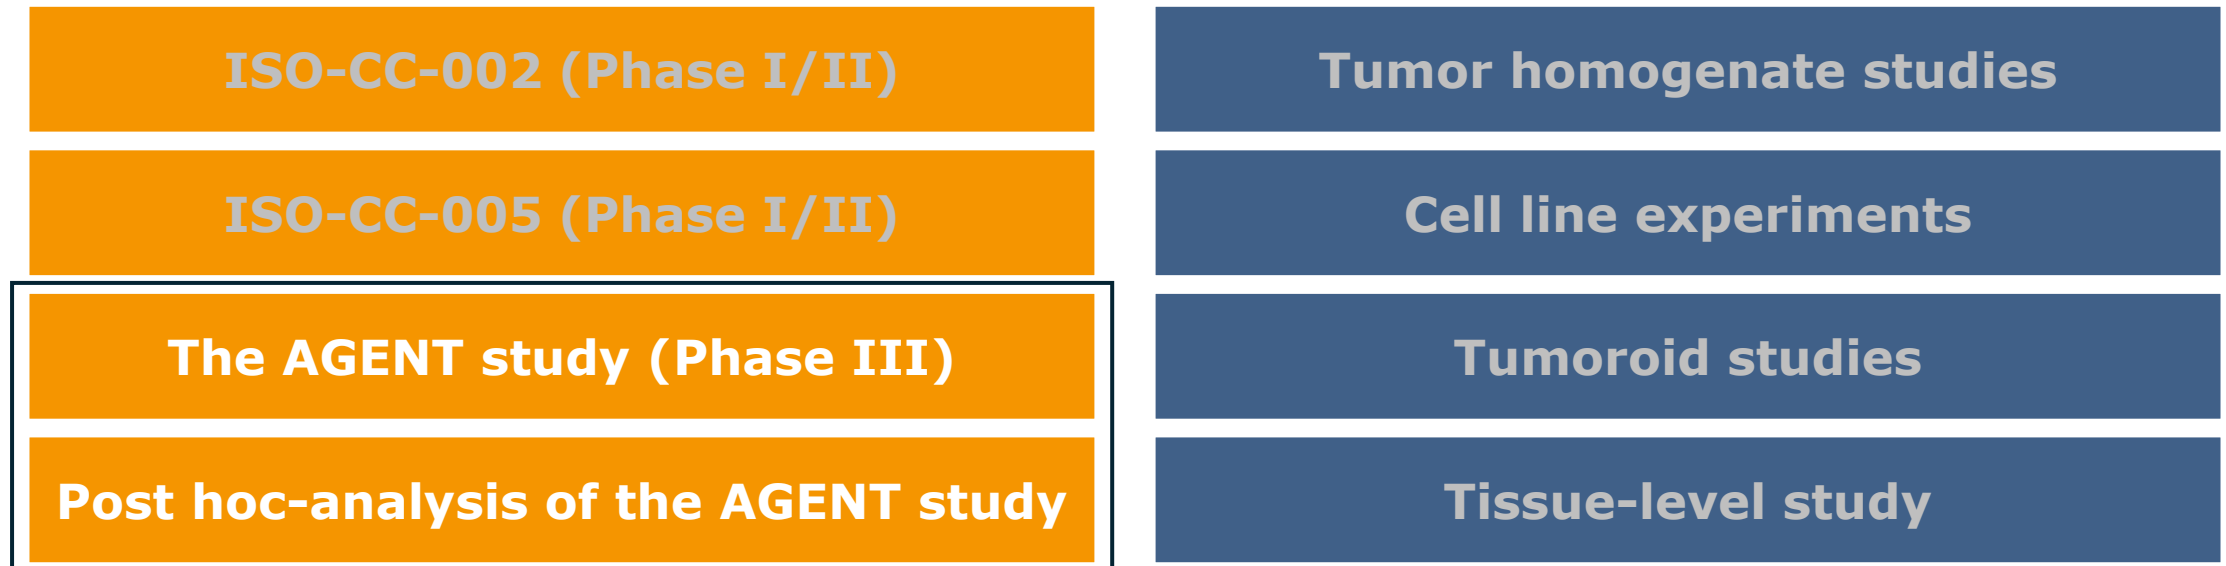 ISO-CC-002 (Phase I/II)
Tumor homogenate studies
ISO-CC-005 (Phase I/II)
Cell line experiments
The AGENT study (Phase III)
Tumoroid studies
Post hoc-analysis of the AGENT study
Tissue-level study